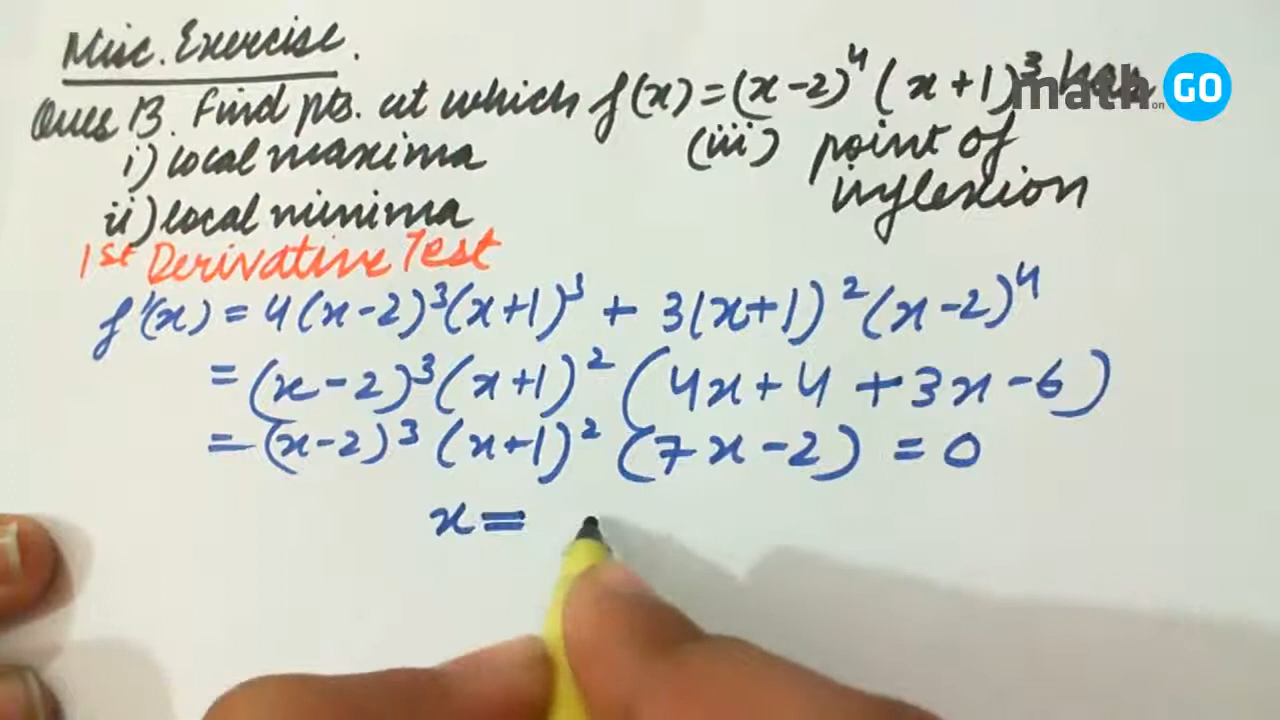 Misc. Exercise.
Ques 13. Find pts. at which f(x) = (x-2)⁴ (x+1)³
i) local maxima
(iii) point of inflexion
ii) local minima
1st Derivative Test
f'(x) = 4(x-2)³(x+1)³ + 3(x+1)²(x-2)⁴
= (x-2)³(x+1)² (4x+4+3x-6)
= (x-2)³ (x+1)² (7x-2) = 0
x =
math on GO